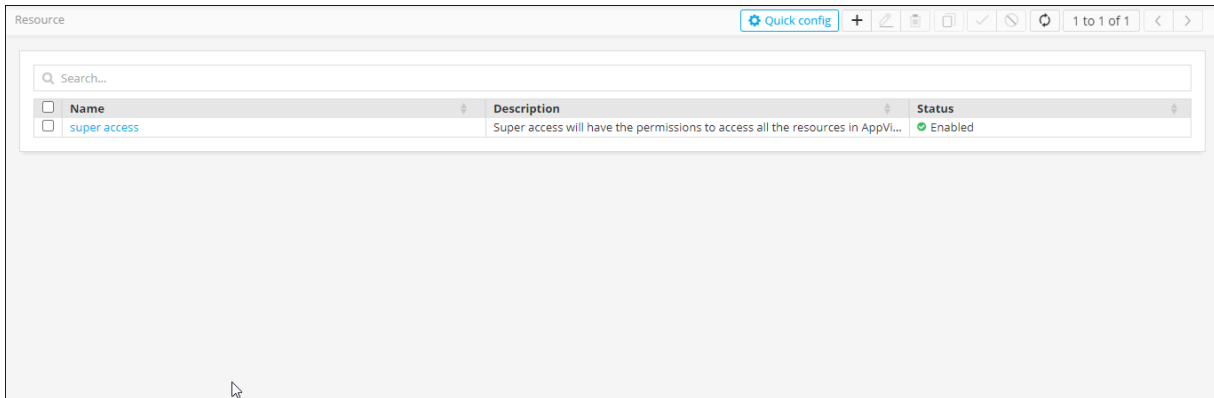 Resource Quick config 1 to 1 of 1
Search...
Name Description Status
super access Super access will have the permissions to access all the resources in AppVi... Enabled